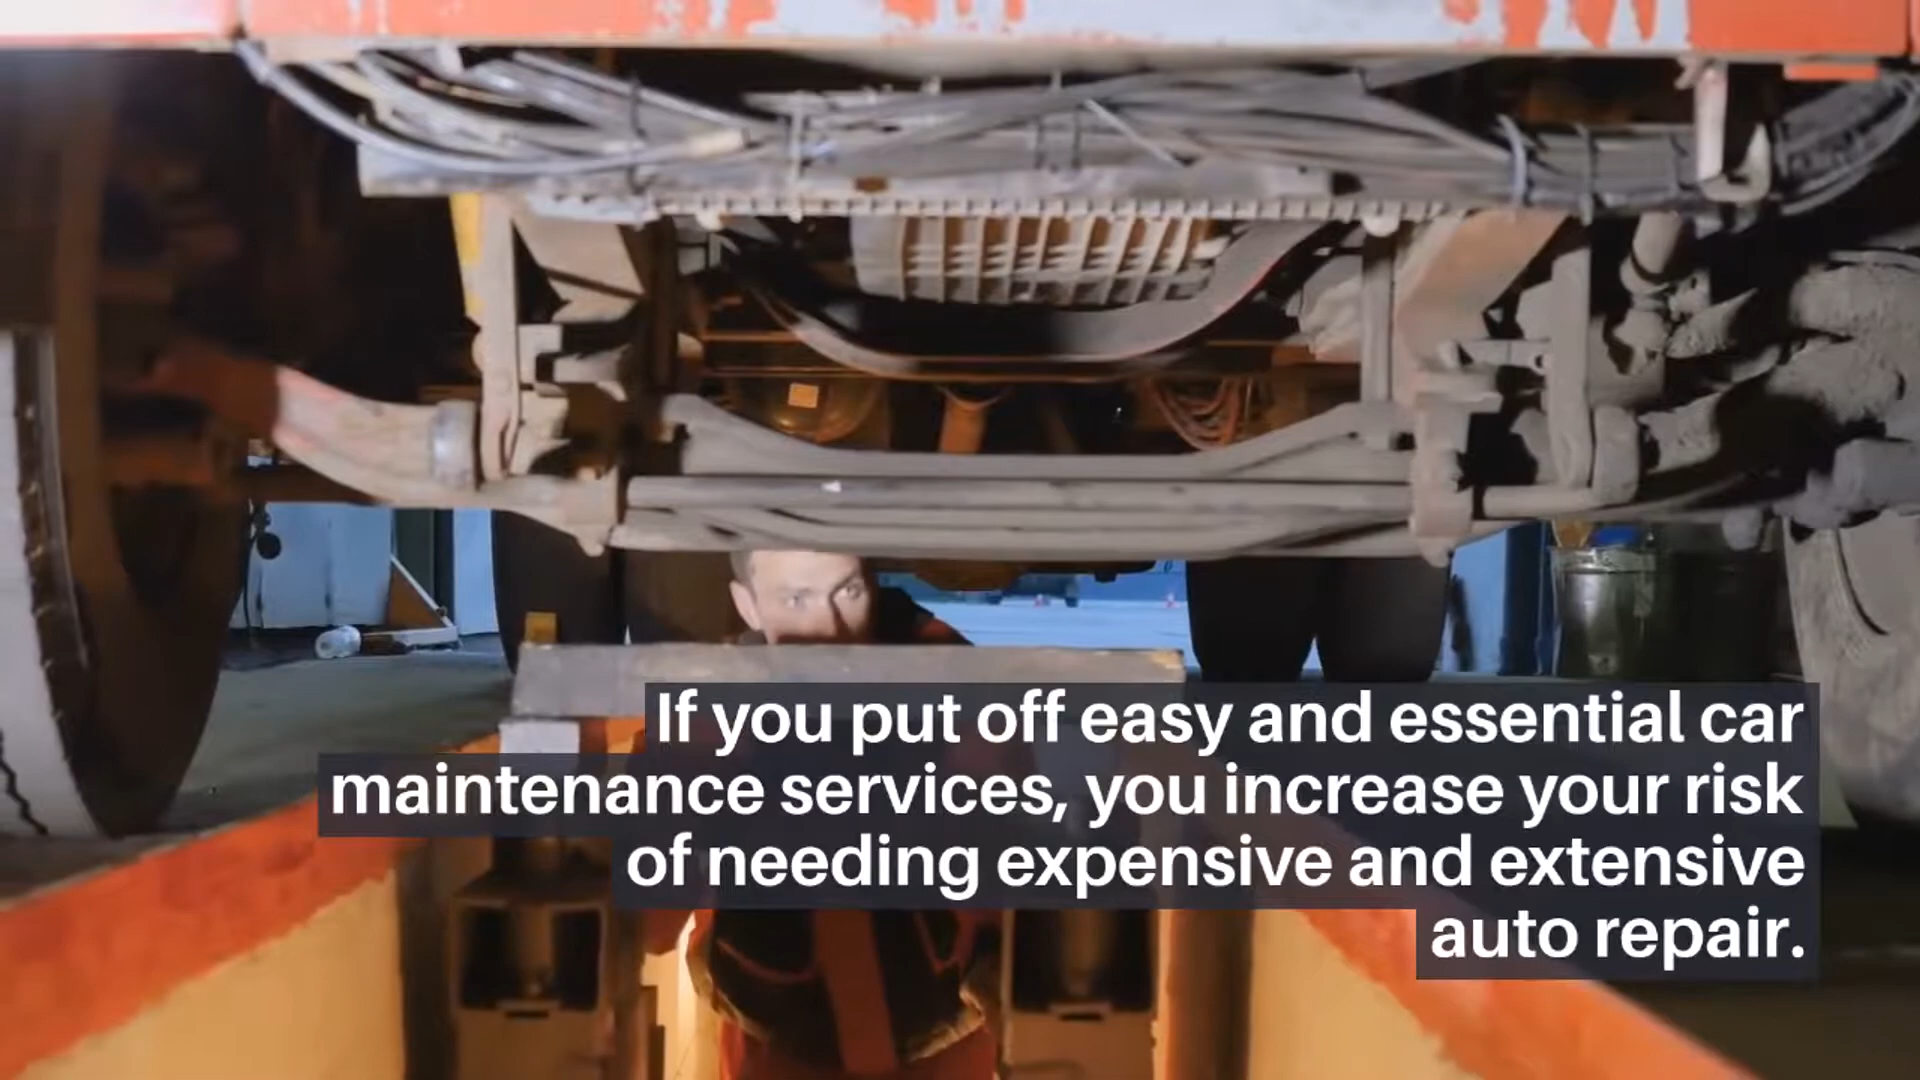 If you put off easy and essential car
maintenance services, you increase your risk
of needing expensive and extensive
auto repair.